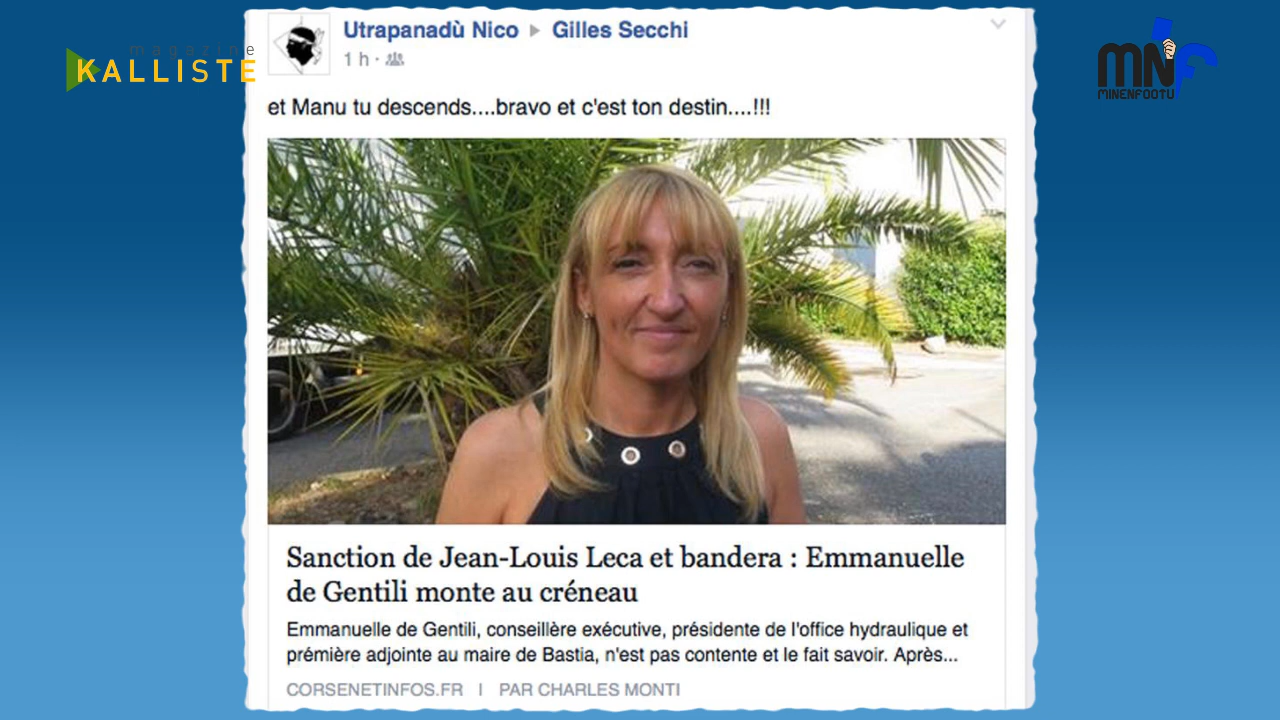 magazine
KALLISTE
MNF
MINENFOOTU
Utrapanadù Nico ▸ Gilles Secchi
1 h ·
et Manu tu descends....bravo et c'est ton destin....!!!
Sanction de Jean-Louis Leca et bandera : Emmanuelle
de Gentili monte au créneau
Emmanuelle de Gentili, conseillère exécutive, présidente de l'office hydraulique et
prémière adjointe au maire de Bastia, n'est pas contente et le fait savoir. Après...
CORSENETINFOS.FR | PAR CHARLES MONTI